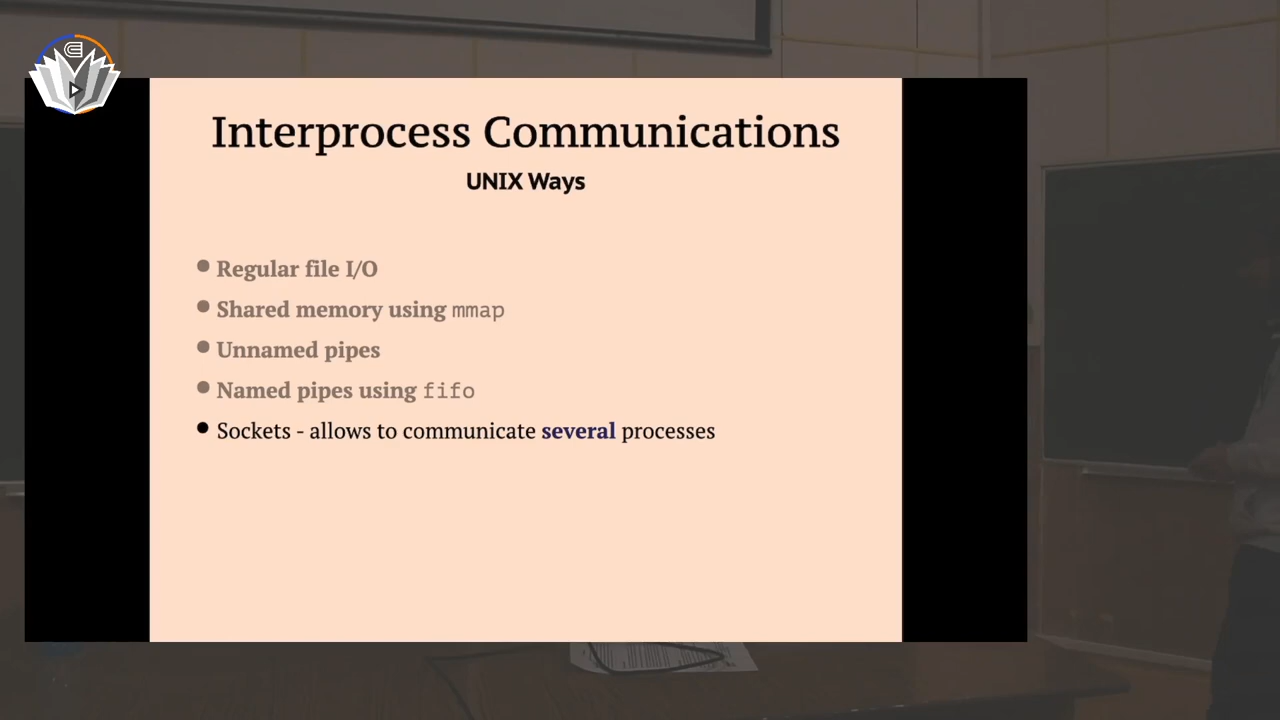 Interprocess Communications
UNIX Ways
Regular file I/O
Shared memory using mmap
Unnamed pipes
Named pipes using fifo
Sockets - allows to communicate several processes